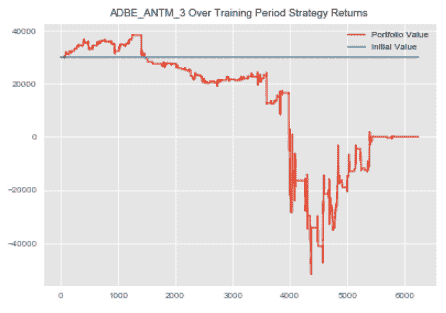 ADBE_ANTM_3 Over Training Period Strategy Returns
Portfolio Value
Initial Value
40000
20000
0
−20000
−40000
0 1000 2000 3000 4000 5000 6000